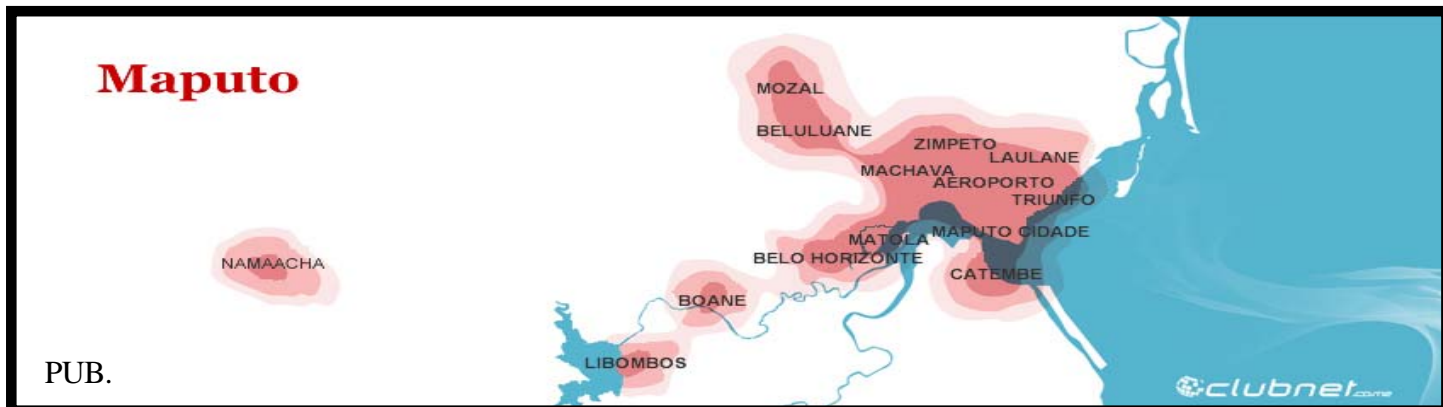 Maputo
MOZAL
BELULUANE
ZIMPETO
LAULANE
MACHAVA
AEROPORTO
TRIUNFO
MATOLA
MAPUTO CIDADE
BELO HORIZONTE
NAMAACHA
CATEMBE
BOANE
LIBOMBOS
PUB.
clubnet